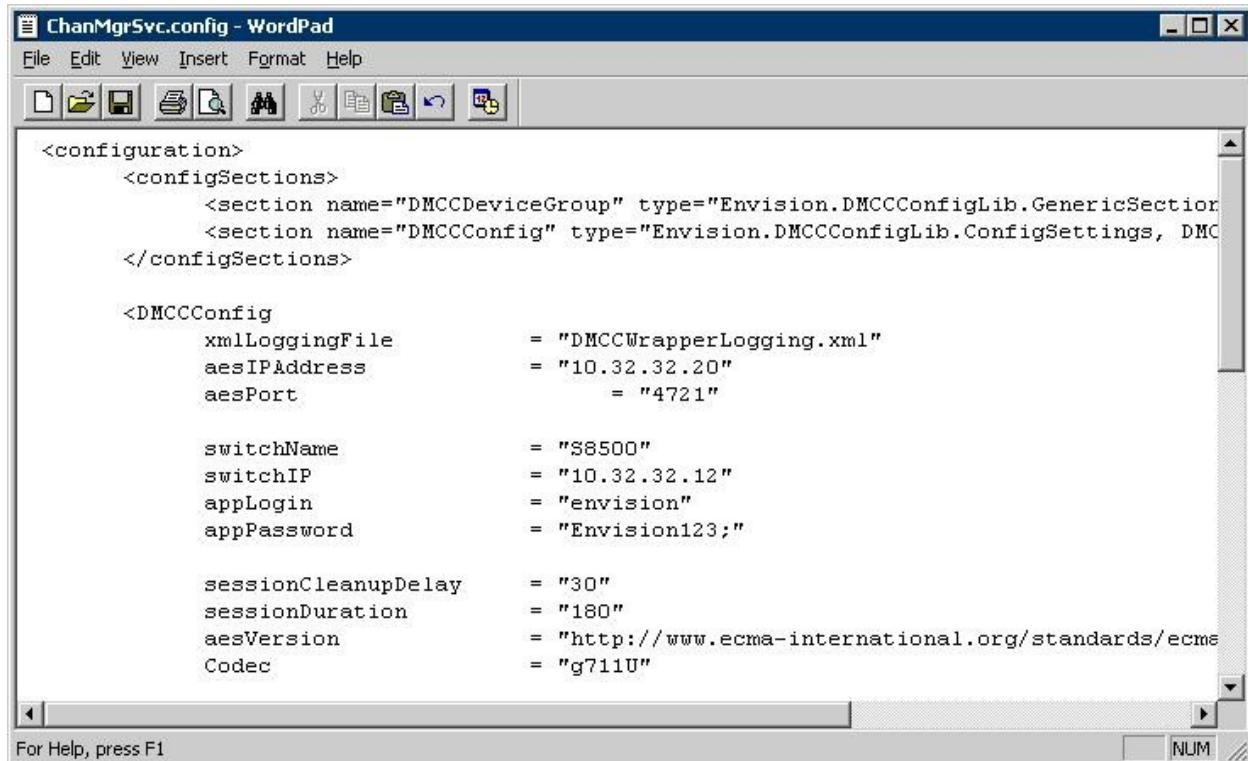 ChanMgrSvc.config - WordPad
File Edit View Insert Format Help
<configuration>
<configSections>
<section name="DMCCDeviceGroup" type="Envision.DMCCConfigLib.GenericSection
<section name="DMCCConfig" type="Envision.DMCCConfigLib.ConfigSettings, DMC
</configSections>
<DMCCConfig
xmlLoggingFile = "DMCCWrapperLogging.xml"
aesIPAddress = "10.32.32.20"
aesPort = "4721"
switchName = "S8500"
switchIP = "10.32.32.12"
appLogin = "envision"
appPassword = "Envision123;"
sessionCleanupDelay = "30"
sessionDuration = "180"
aesVersion = "http://www.ecma-international.org/standards/ecma
Codec = "g711U"
For Help, press F1
NUM